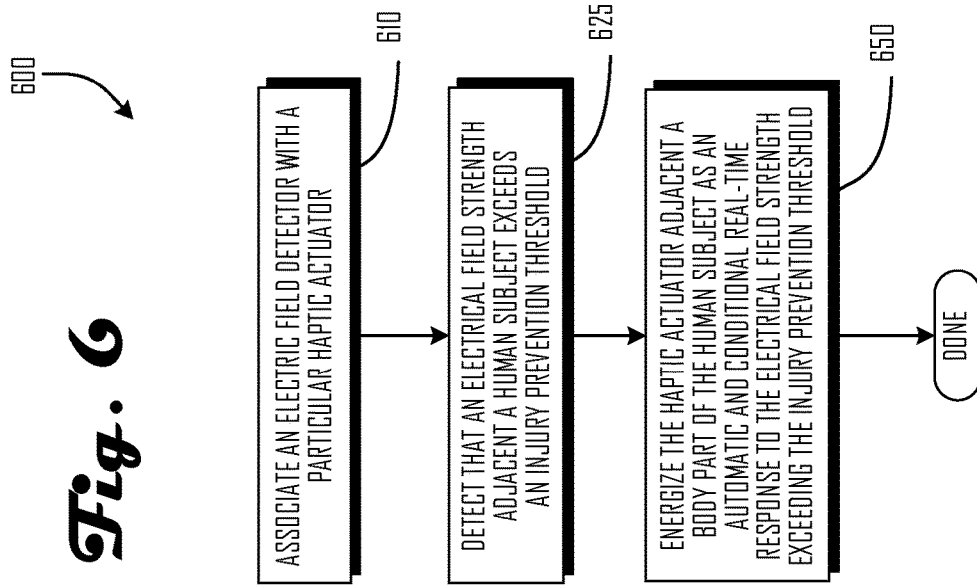 Fig. 6
600
ASSOCIATE AN ELECTRIC FIELD DETECTOR WITH A
PARTICULAR HAPTIC ACTUATOR
610
DETECT THAT AN ELECTRICAL FIELD STRENGTH
ADJACENT A HUMAN SUBJECT EXCEEDS
AN INJURY PREVENTION THRESHOLD
625
ENERGIZE THE HAPTIC ACTUATOR ADJACENT A
BODY PART OF THE HUMAN SUBJECT AS AN
AUTOMATIC AND CONDITIONAL REAL-TIME
RESPONSE TO THE ELECTRICAL FIELD STRENGTH
EXCEEDING THE INJURY PREVENTION THRESHOLD
650
DONE